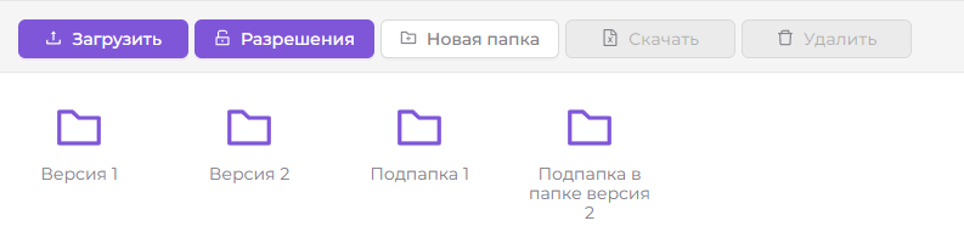 Загрузить Разрешения Новая папка Скачать Удалить
Версия 1 Версия 2 Подпапка 1 Подпапка в
папке версия
2